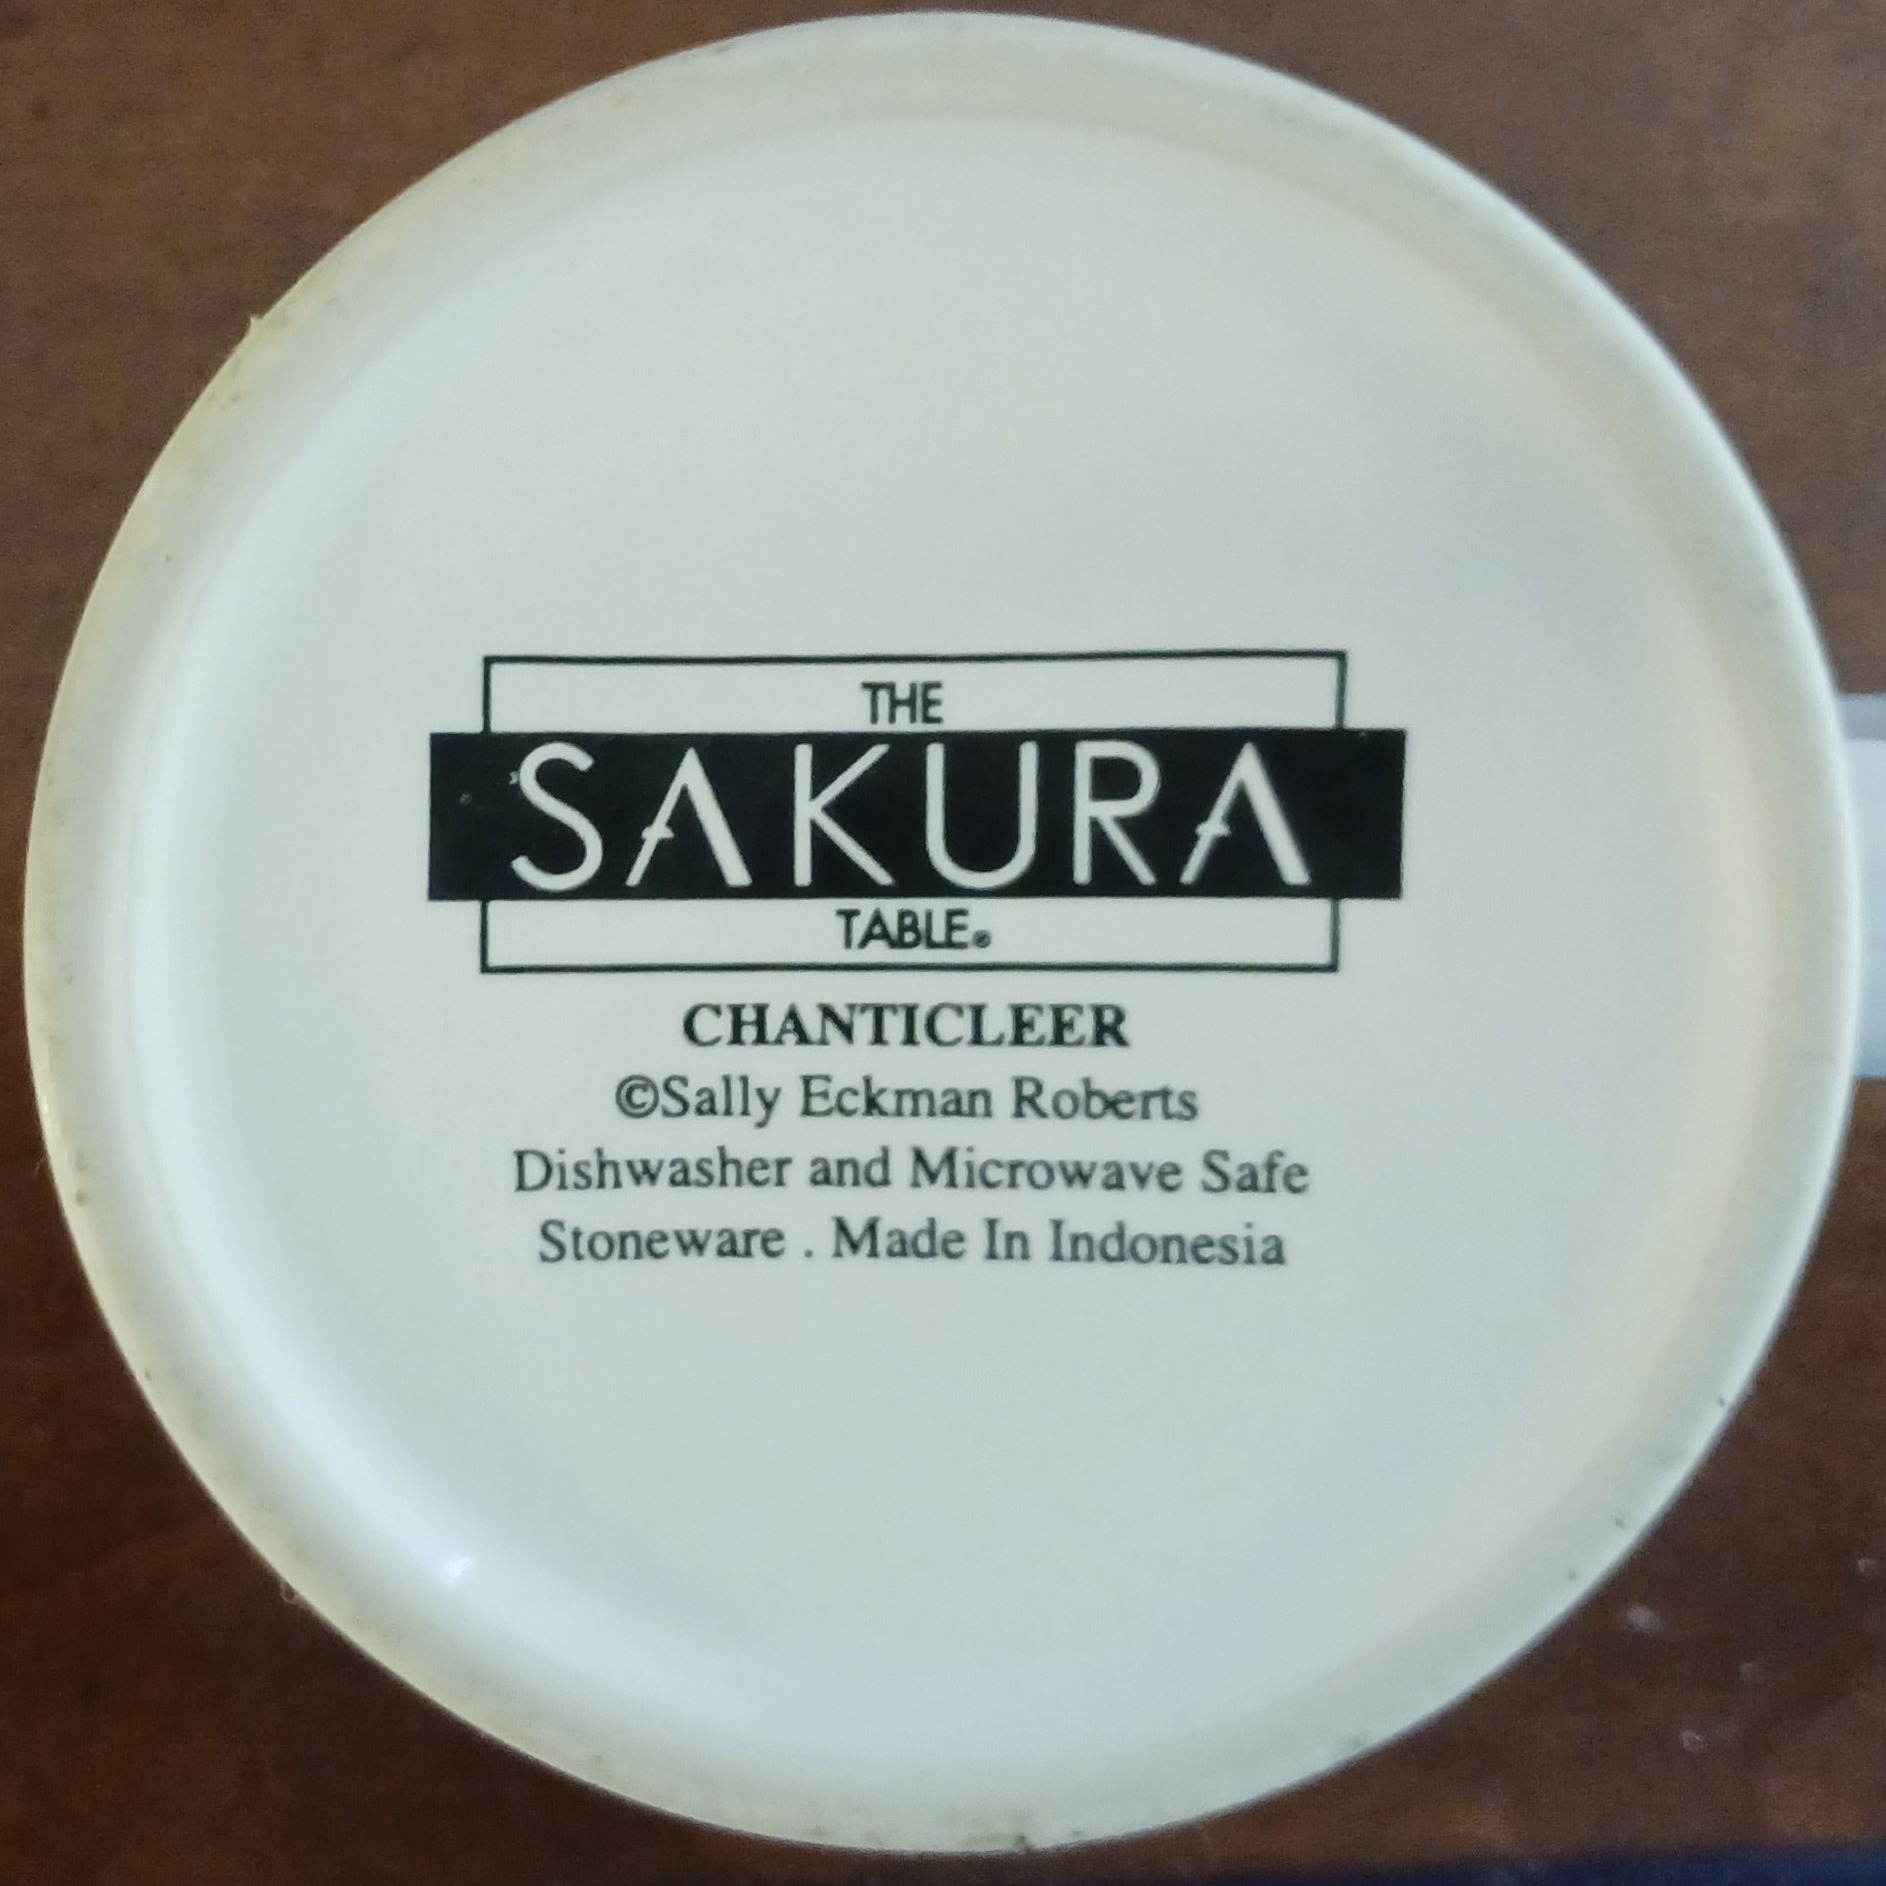 THE
SAKURA
TABLE®
CHANTICLEER
©Sally Eckman Roberts
Dishwasher and Microwave Safe
Stoneware . Made In Indonesia